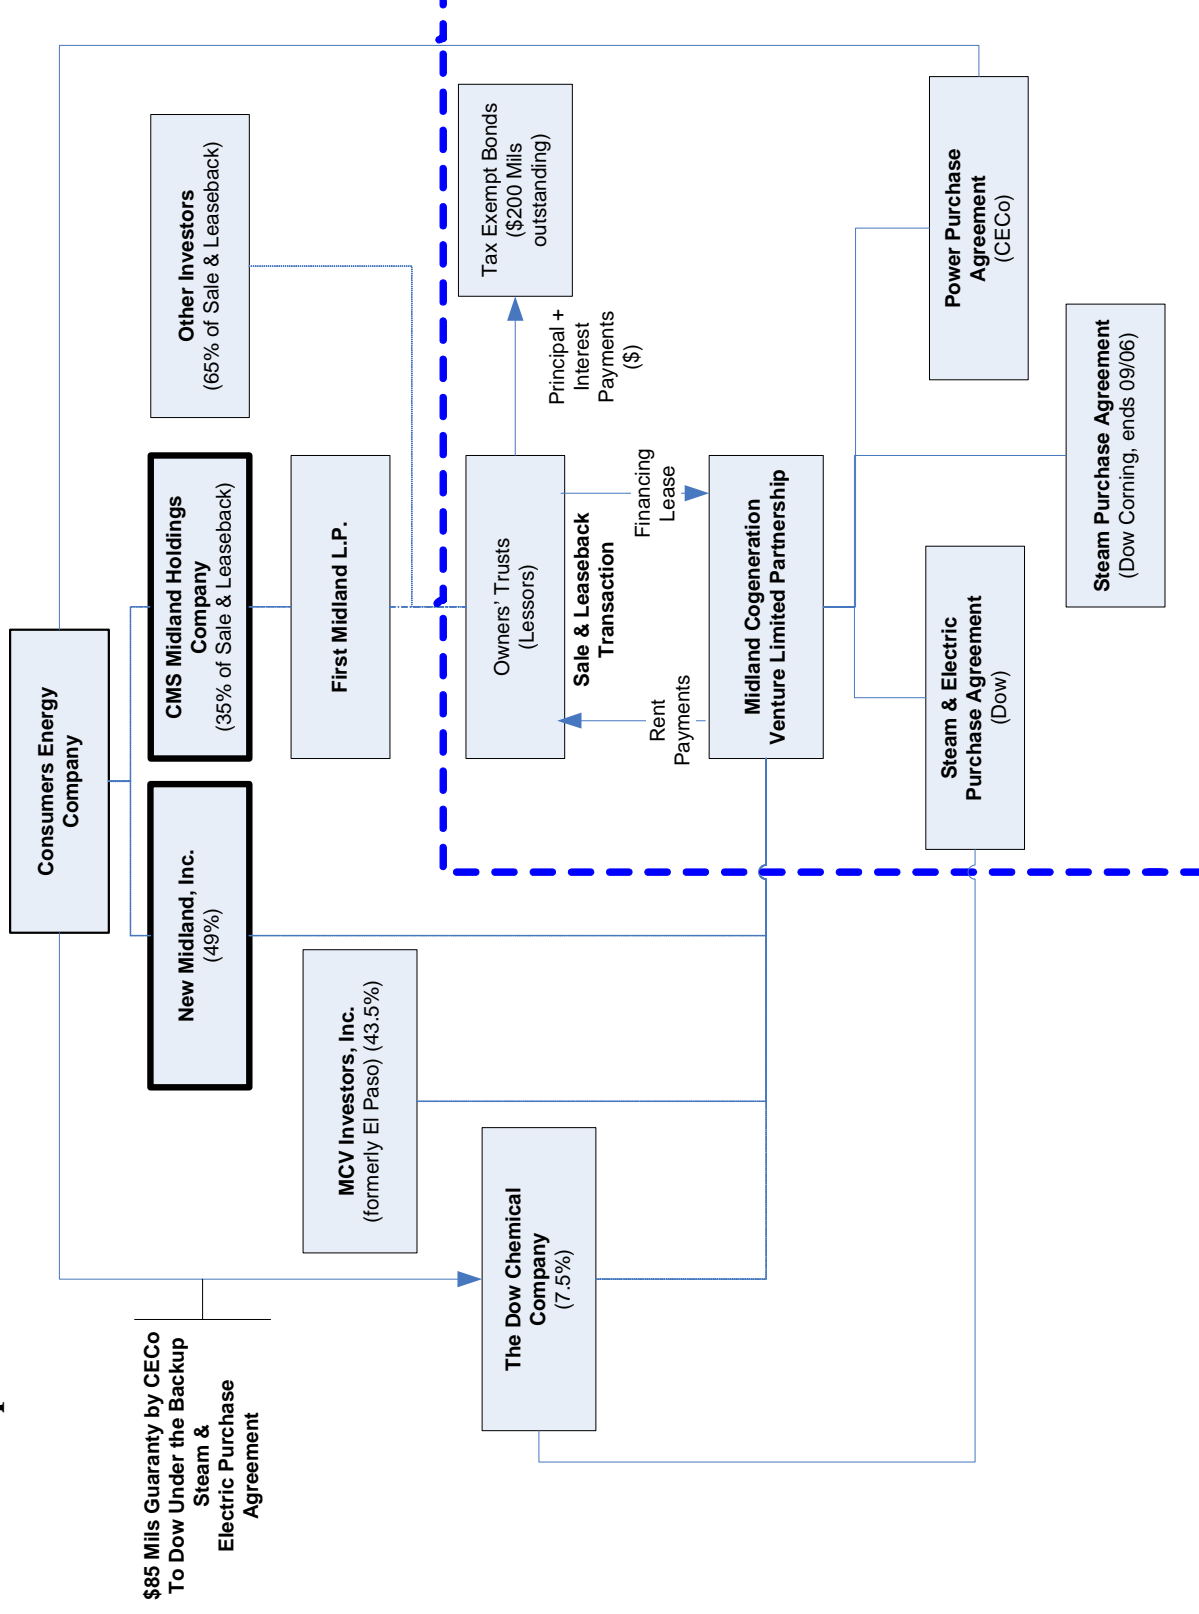 $85 Mils Guaranty by CECo
To Dow Under the Backup
Steam &
Electric Purchase
Agreement
Consumers Energy
Company
New Midland, Inc.
(49%)
CMS Midland Holdings
Company
(35% of Sale & Leaseback)
Other Investors
(65% of Sale & Leaseback)
MCV Investors, Inc.
(formerly El Paso) (43.5%)
First Midland L.P.
The Dow Chemical
Company
(7.5%)
Owners’ Trusts
(Lessors)
Tax Exempt Bonds
($200 Mils
outstanding)
Principal +
Interest
Payments
($)
Sale & Leaseback
Transaction
Rent
Payments
Financing
Lease
Midland Cogeneration
Venture Limited Partnership
Steam & Electric
Purchase Agreement
(Dow)
Power Purchase
Agreement
(CECo)
Steam Purchase Agreement
(Dow Corning, ends 09/06)